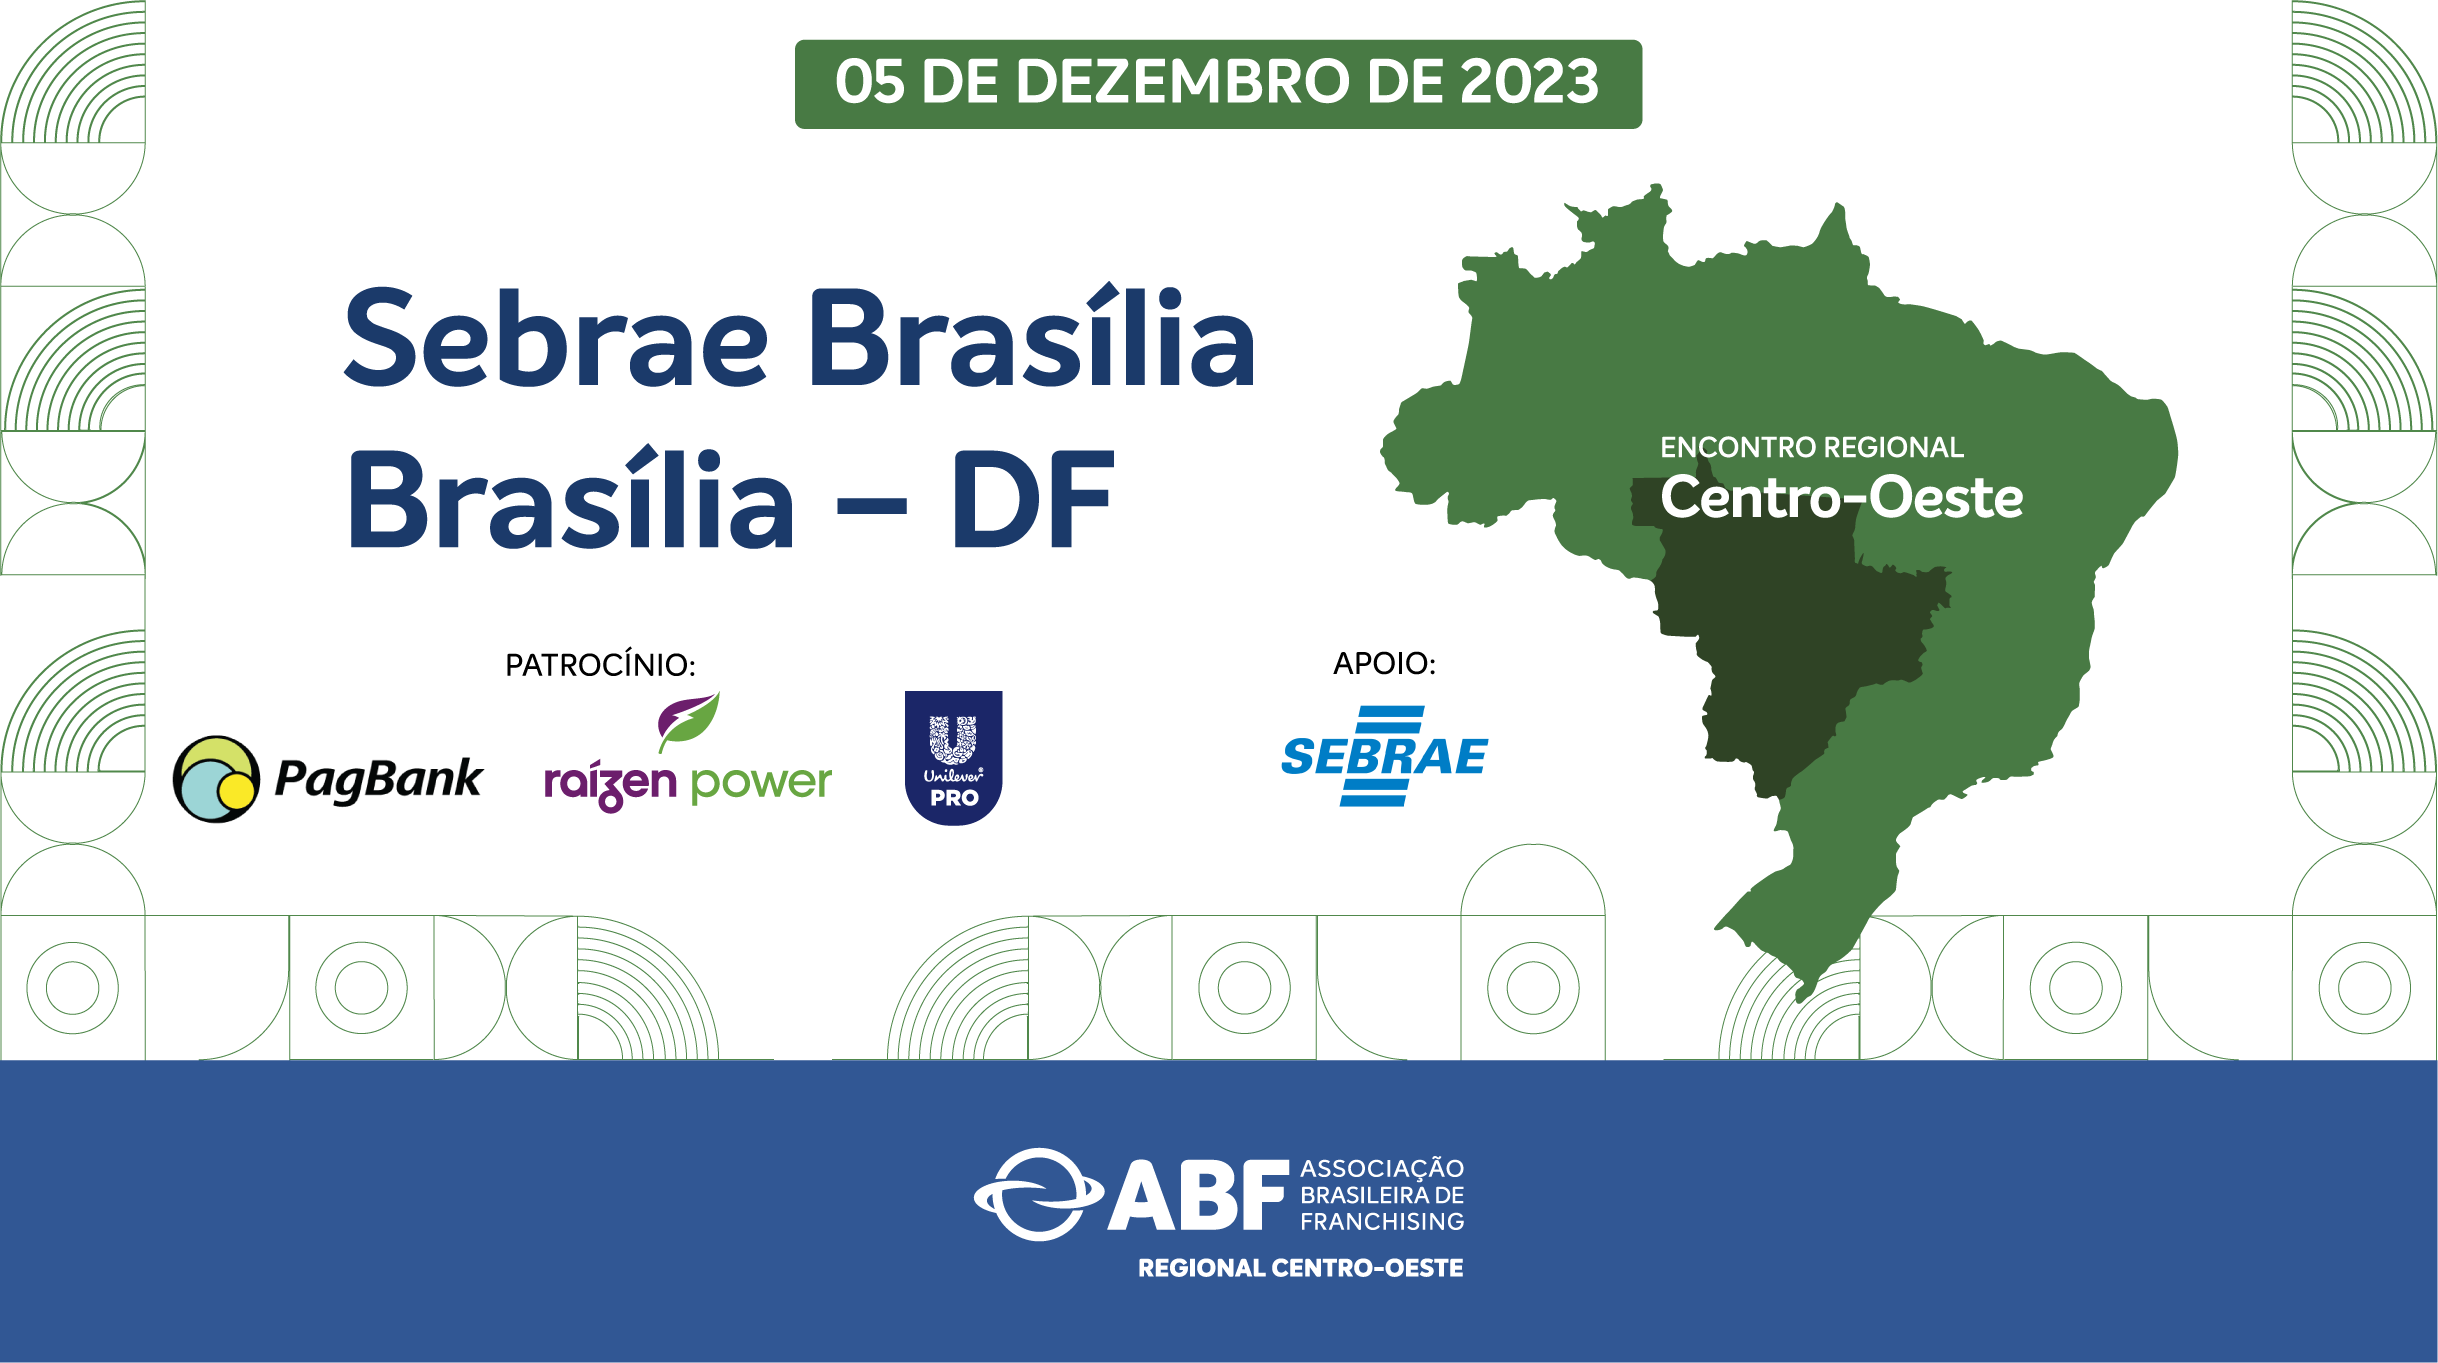 05 DE DEZEMBRO DE 2023
Sebrae Brasília
Brasília – DF
ENCONTRO REGIONAL
Centro-Oeste
PATROCÍNIO:
PagBank
raízen power
U
Unilever®
PRO
APOIO:
SEBRAE
ABF
ASSOCIAÇÃO
BRASILEIRA DE
FRANCHISING
REGIONAL CENTRO-OESTE